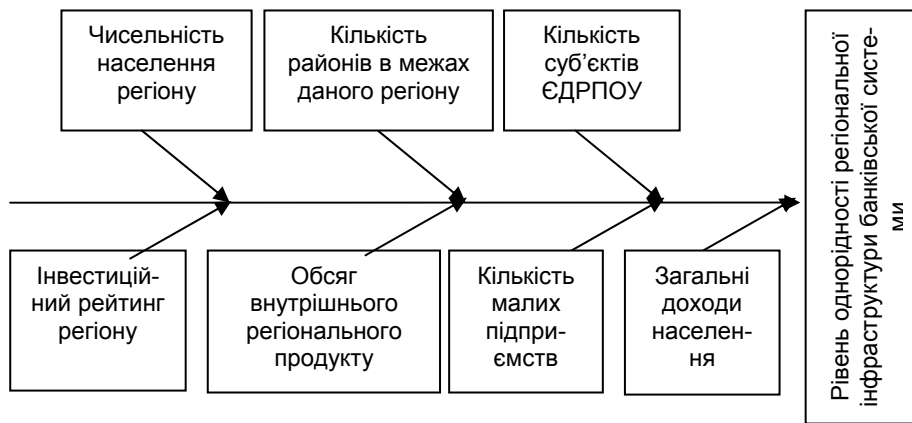 Чисельність
населення
регіону
Кількість
районів в межах
даного регіону
Кількість
суб’єктів
ЄДРПОУ
Інвестицій-
ний рейтинг
регіону
Обсяг
внутрішнього
регіонального
продукту
Кількість
малих
підпри-
ємств
Загальні
доходи
населен-
ня
Рівень однорідності регіональної
інфраструктури банківської систе-
ми